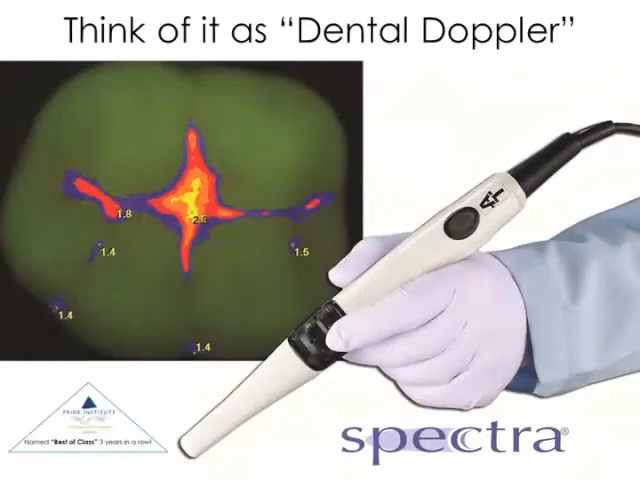 Think of it as “Dental Doppler”
1.8
2.8
1.4
1.5
1.4
1.4
PRIDE INSTITUTE
Named “Best of Class” 3 years in a row!
spectra®